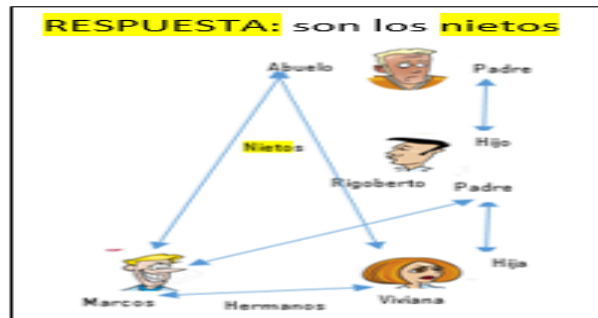 RESPUESTA: son los nietos
Abuelo Padre
Nietos Hijo
Rigoberto Padre
Hija
Marcos Hermanos Viviana